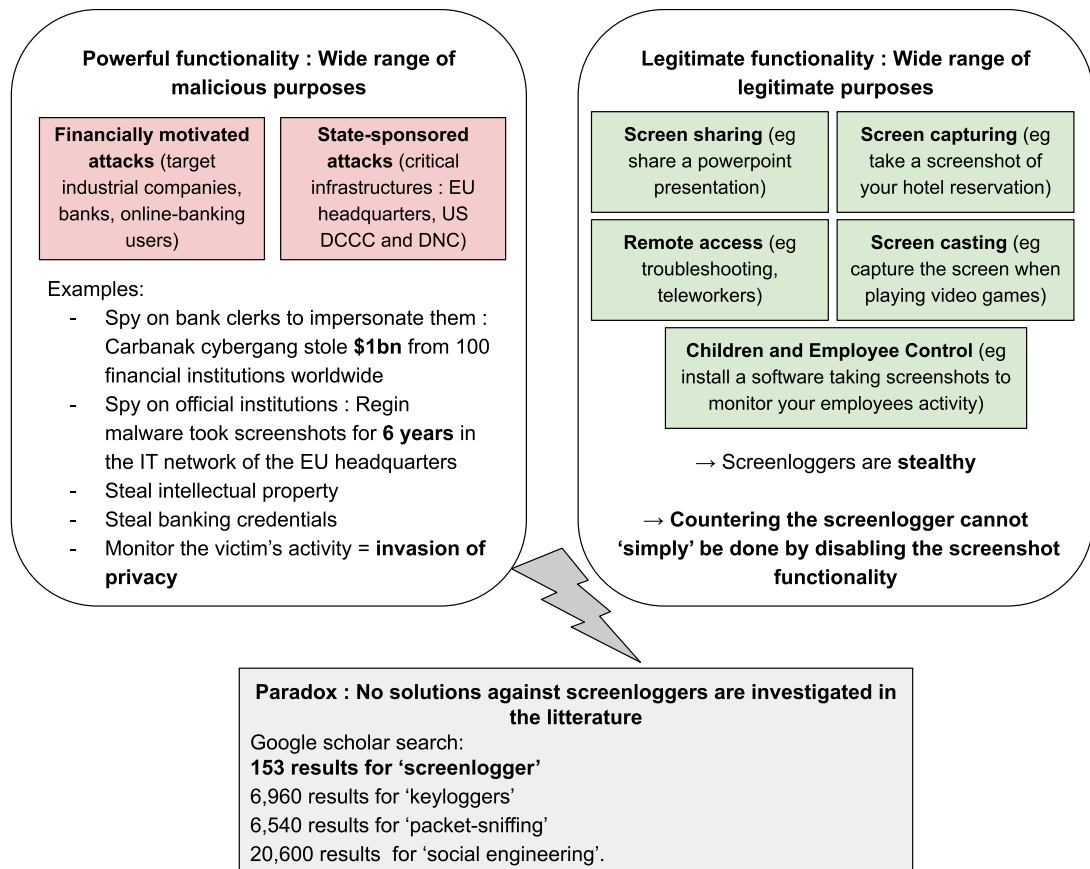 Powerful functionality : Wide range of
malicious purposes
Financially motivated
attacks (target
industrial companies,
banks, online-banking
users)
State-sponsored
attacks (critical
infrastructures : EU
headquarters, US
DCCC and DNC)
Examples:
- Spy on bank clerks to impersonate them :
Carbanak cybergang stole $1bn from 100
financial institutions worldwide
- Spy on official institutions : Regin
malware took screenshots for 6 years in
the IT network of the EU headquarters
- Steal intellectual property
- Steal banking credentials
- Monitor the victim’s activity = invasion of
privacy
Legitimate functionality : Wide range of
legitimate purposes
Screen sharing (eg
share a powerpoint
presentation)
Screen capturing (eg
take a screenshot of
your hotel reservation)
Remote access (eg
troubleshooting,
teleworkers)
Screen casting (eg
capture the screen when
playing video games)
Children and Employee Control (eg
install a software taking screenshots to
monitor your employees activity)
→ Screenloggers are stealthy
→ Countering the screenlogger cannot
‘simply’ be done by disabling the screenshot
functionality
Paradox : No solutions against screenloggers are investigated in
the litterature
Google scholar search:
153 results for ‘screenlogger’
6,960 results for ‘keyloggers’
6,540 results for ‘packet-sniffing’
20,600 results for ‘social engineering’.